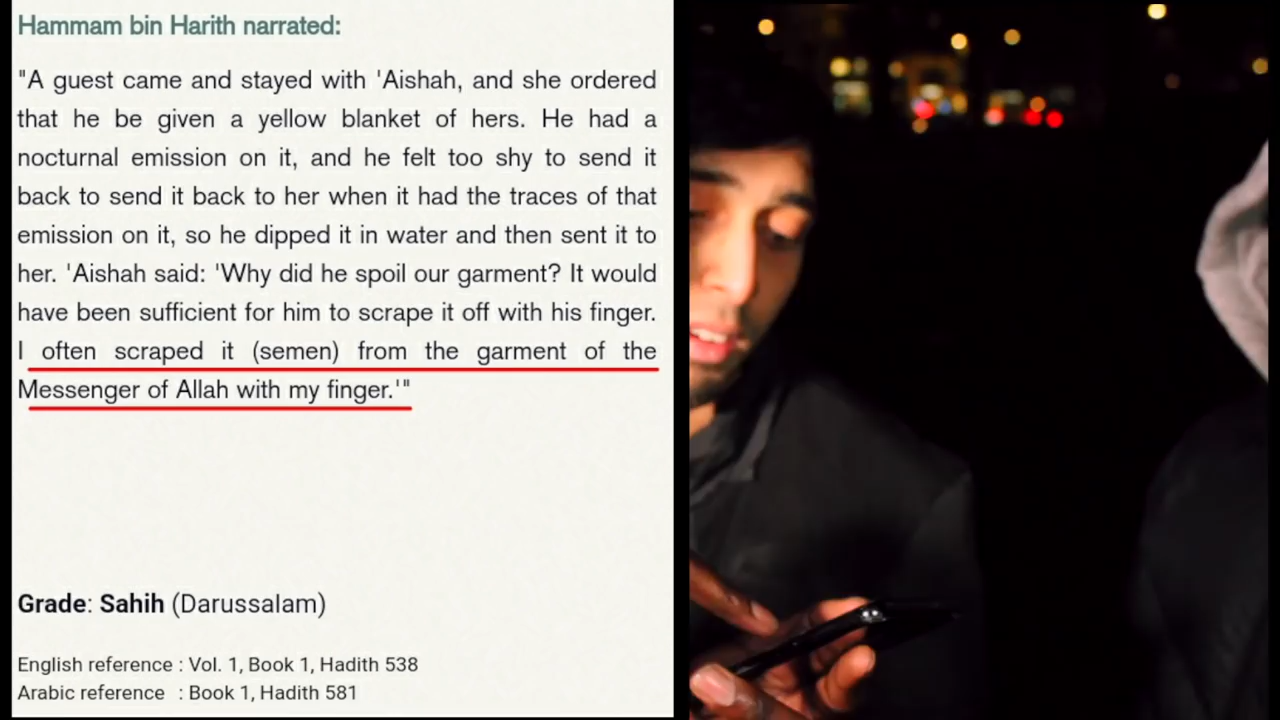 Hammam bin Harith narrated:
"A guest came and stayed with 'Aishah, and she ordered
that he be given a yellow blanket of hers. He had a
nocturnal emission on it, and he felt too shy to send it
back to send it back to her when it had the traces of that
emission on it, so he dipped it in water and then sent it to
her. 'Aishah said: 'Why did he spoil our garment? It would
have been sufficient for him to scrape it off with his finger.
I often scraped it (semen) from the garment of the
Messenger of Allah with my finger.'"
Grade: Sahih (Darussalam)
English reference : Vol. 1, Book 1, Hadith 538
Arabic reference : Book 1, Hadith 581